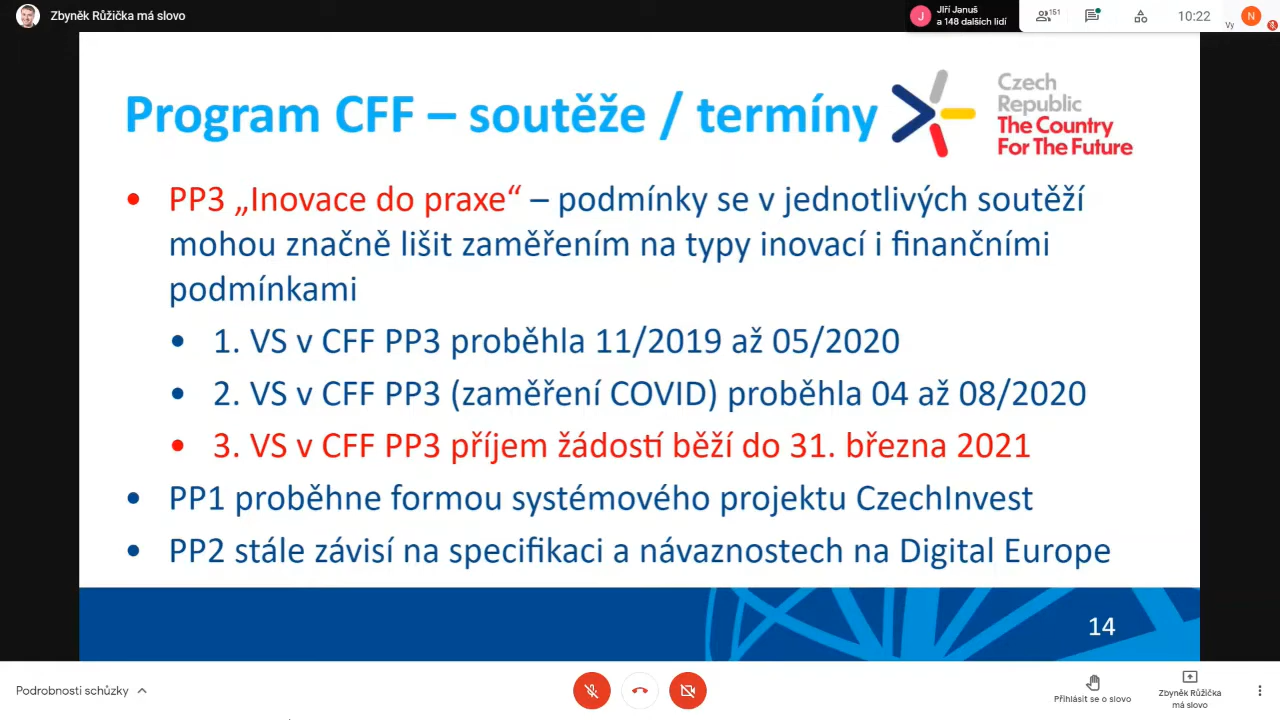 Zbyněk Růžička má slovo
J
JIří Januš
a 148 dalších lidí
151
10:22
Vy
N
Program CFF – soutěže / termíny
Czech
Republic
The Country
For The Future
• PP3 „Inovace do praxe“ – podmínky se v jednotlivých soutěží
mohou značně lišit zaměřením na typy inovací i finančními
podmínkami
• 1. VS v CFF PP3 proběhla 11/2019 až 05/2020
• 2. VS v CFF PP3 (zaměření COVID) proběhla 04 až 08/2020
• 3. VS v CFF PP3 příjem žádostí běží do 31. března 2021
• PP1 proběhne formou systémového projektu CzechInvest
• PP2 stále závisí na specifikaci a návaznostech na Digital Europe
14
Podrobnosti schůzky
Přihlásit se o slovo
Zbyněk Růžička
má slovo